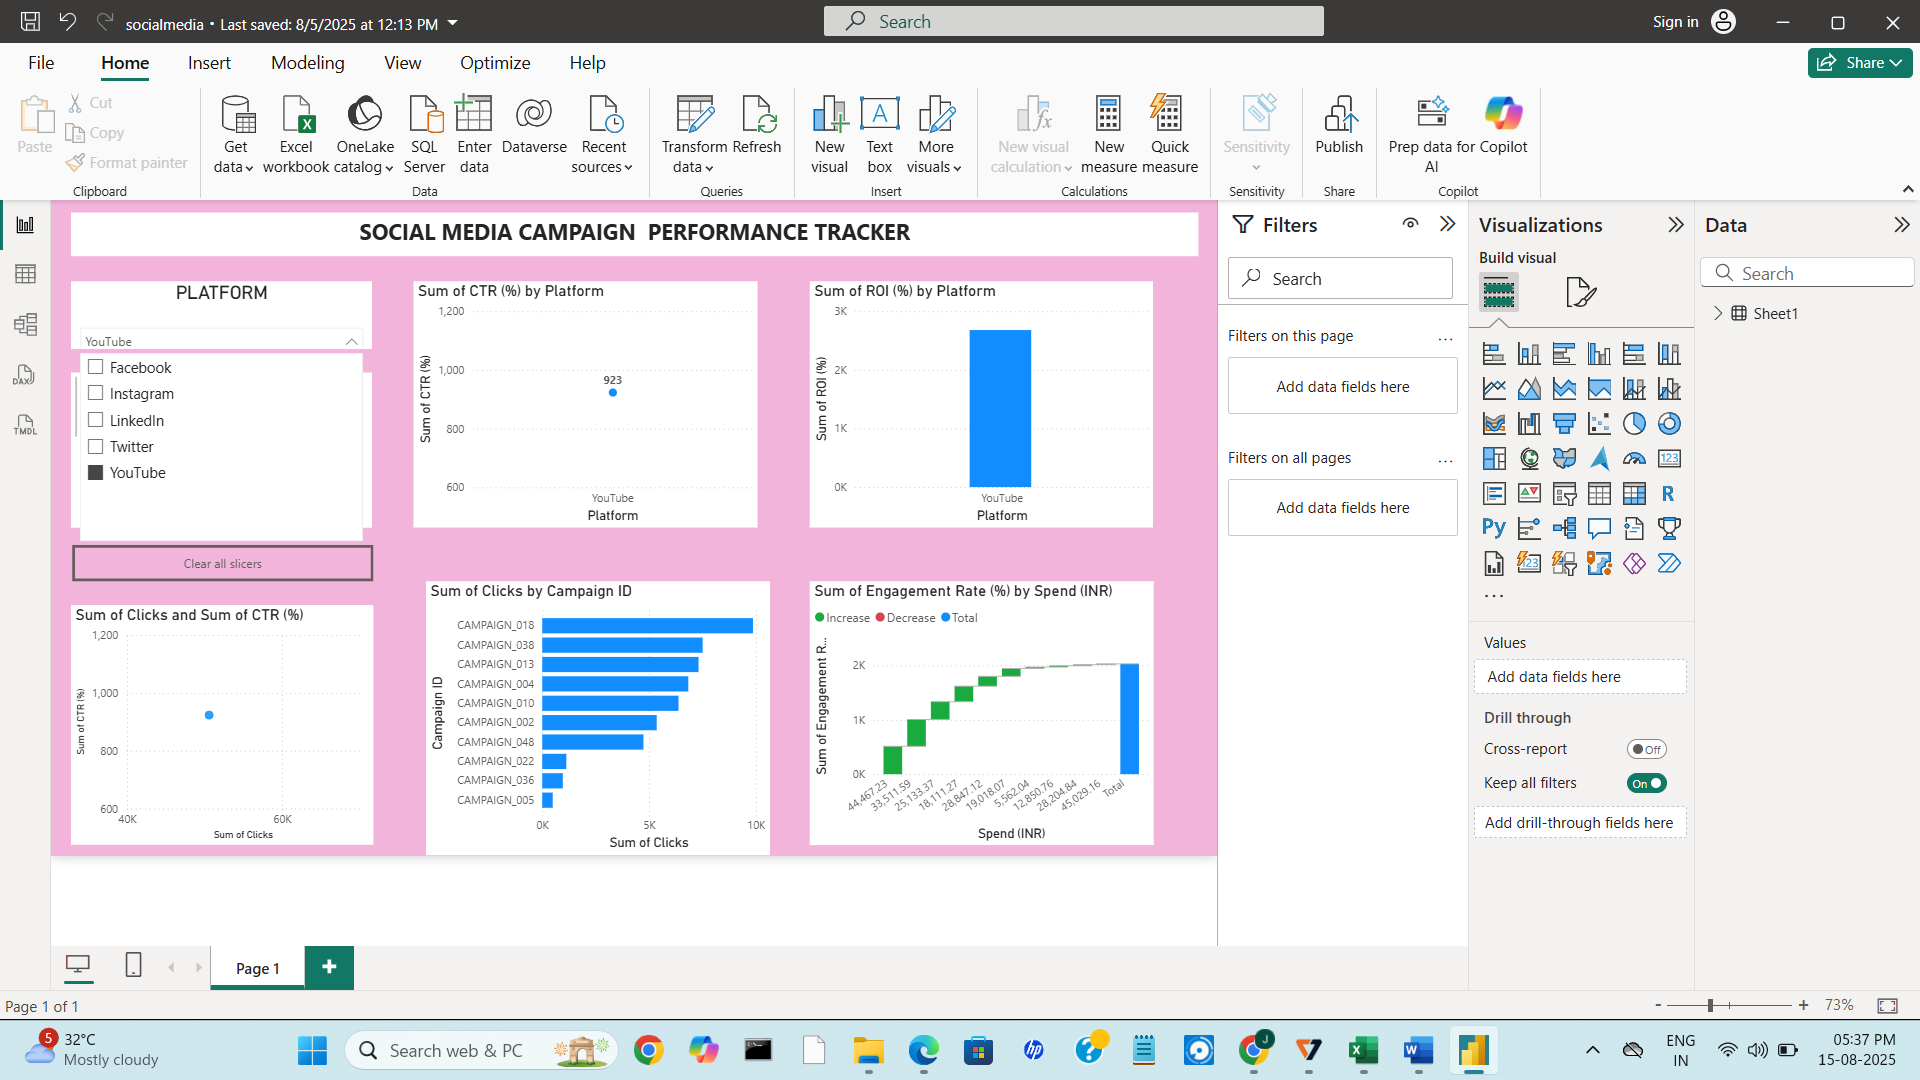 socialmedia • Last saved: 8/5/2025 at 12:13 PM
Search
Sign in
File Home Insert Modeling View Optimize Help
Share
Paste
Cut
Copy
Format painter
Clipboard
Get data
Excel workbook
OneLake catalog
SQL Server
Enter data
Dataverse
Recent sources
Data
Transform data
Refresh
Queries
New visual
Text box
More visuals
Insert
New visual calculation
New measure
Quick measure
Calculations
Sensitivity
Sensitivity
Publish
Share
Prep data for AI
Copilot
Copilot
DAX
TMDL
SOCIAL MEDIA CAMPAIGN PERFORMANCE TRACKER
PLATFORM
YouTube
Facebook
Instagram
LinkedIn
Twitter
YouTube
Clear all slicers
Sum of CTR (%) by Platform
Sum of CTR (%)
1,200
1,000
800
600
923
YouTube
Platform
Sum of ROI (%) by Platform
Sum of ROI (%)
3K
2K
1K
0K
YouTube
Platform
Sum of Clicks and Sum of CTR (%)
Sum of CTR (%)
1,200
1,000
800
600
40K 60K
Sum of Clicks
Sum of Clicks by Campaign ID
Campaign ID
CAMPAIGN_018
CAMPAIGN_038
CAMPAIGN_013
CAMPAIGN_004
CAMPAIGN_010
CAMPAIGN_002
CAMPAIGN_048
CAMPAIGN_022
CAMPAIGN_036
CAMPAIGN_005
0K 5K 10K
Sum of Clicks
Sum of Engagement Rate (%) by Spend (INR)
Increase Decrease Total
Sum of Engagement R...
2K
1K
0K
44,467.23 33,511.59 25,133.37 18,111.27 28,847.12 19,018.07 5,562.04 12,850.76 28,204.84 45,029.16 Total
Spend (INR)
Filters
Search
Filters on this page ...
Add data fields here
Filters on all pages ...
Add data fields here
Visualizations
Build visual
123
R
Py
123
...
Values
Add data fields here
Drill through
Cross-report Off
Keep all filters On
Add drill-through fields here
Data
Search
Sheet1
Page 1
Page 1 of 1
- + 73%
5
32°C
Mostly cloudy
Search web & PC
hp
J
ENG
IN
05:37 PM
15-08-2025